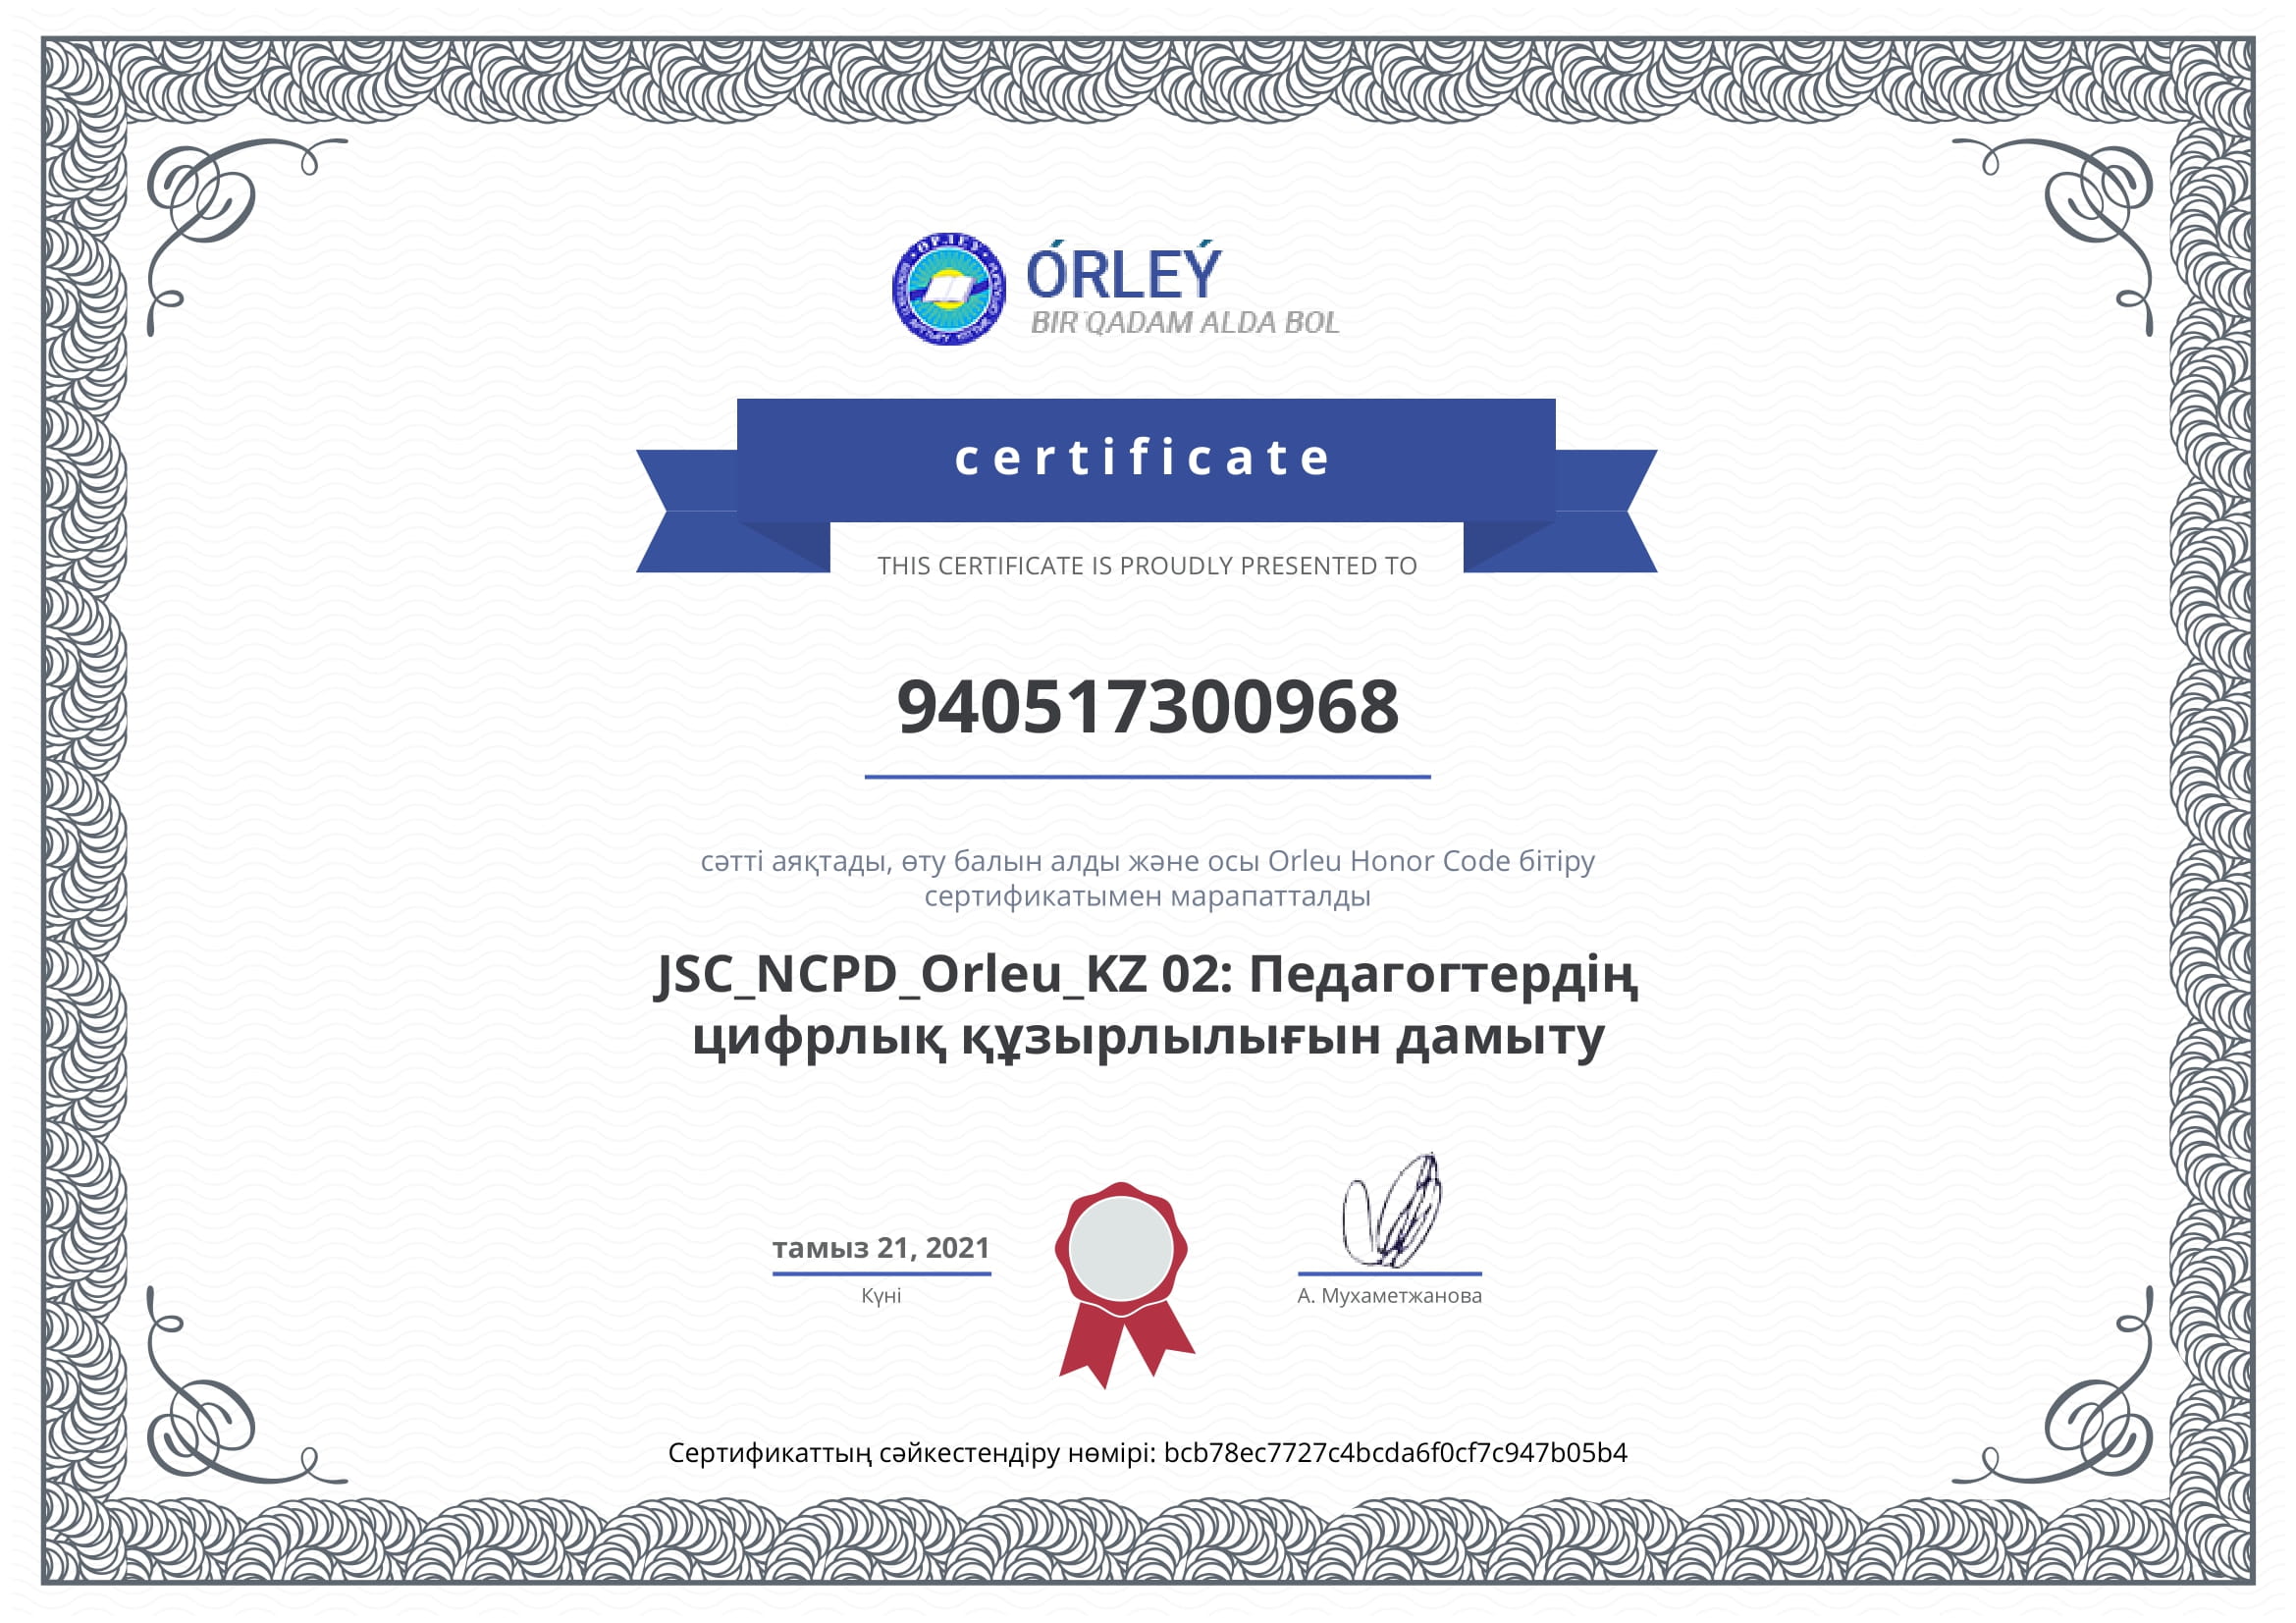 ÓRLEÝ
BIR QADAM ALDA BOL
certificate
THIS CERTIFICATE IS PROUDLY PRESENTED TO
940517300968
сәтті аяқтады, өту балын алды және осы Orleu Honor Code бітіру
сертификатымен марапатталды
JSC_NCPD_Orleu_KZ 02: Педагогтердің
цифрлық құзырлылығын дамыту
тамыз 21, 2021
Күні
А. Мухаметжанова
Сертификаттың сәйкестендіру нөмірі: bcb78ec7727c4bcda6f0cf7c947b05b4